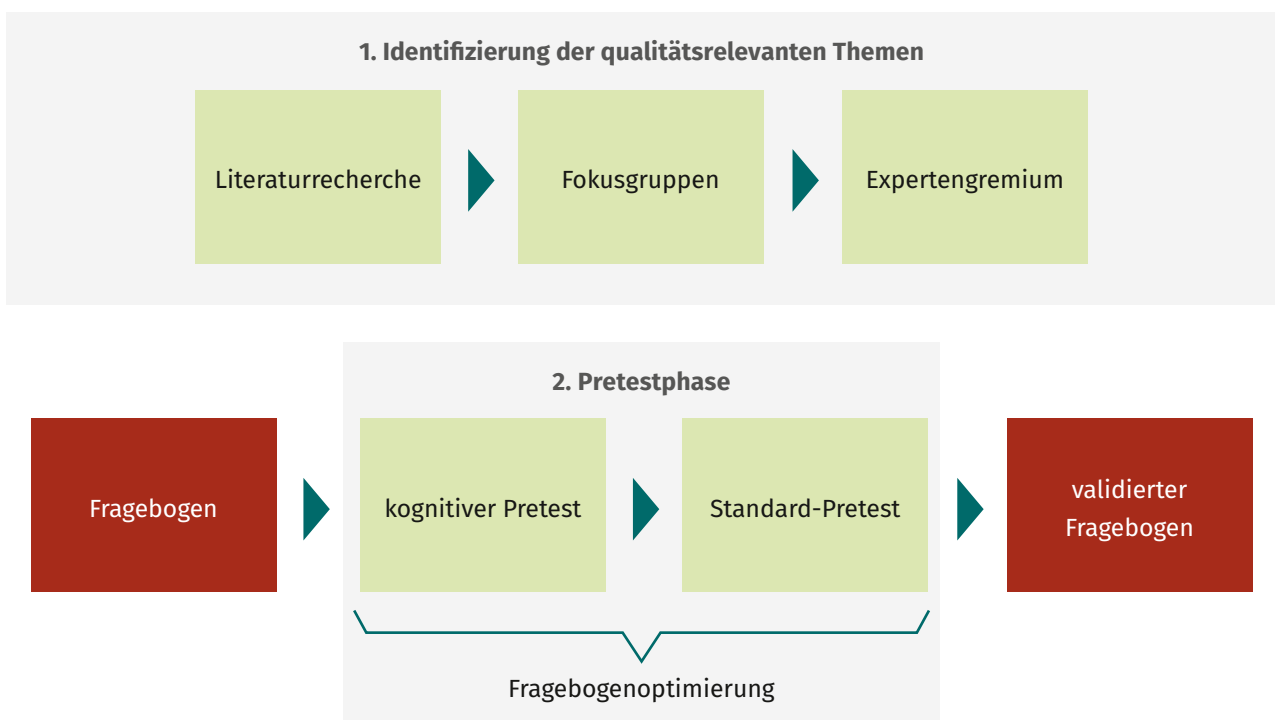 1. Identifizierung der qualitätsrelevanten Themen
Literaturrecherche
Fokusgruppen
Expertengremium
2. Pretestphase
Fragebogen
kognitiver Pretest
Standard-Pretest
validierter
Fragebogen
Fragebogenoptimierung